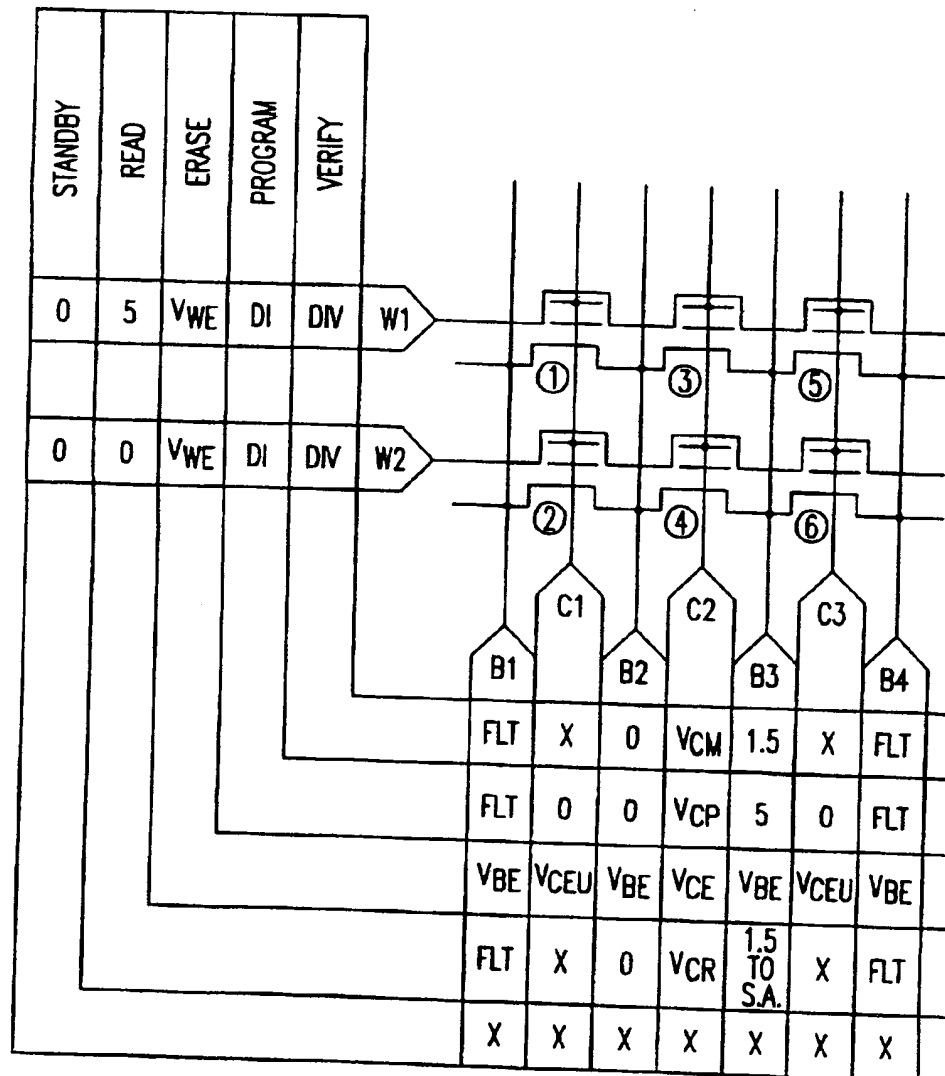 STANDBY READ ERASE PROGRAM VERIFY
0 5 VWE DI DIV W1
① ③ ⑤
0 0 VWE DI DIV W2
② ④ ⑥
C1 C2 C3
B1 B2 B3 B4
FLT X 0 VCM 1.5 X FLT
FLT 0 0 VCP 5 0 FLT
VBE VCEU VBE VCE VBE VCEU VBE
FLT X 0 VCR 1.5 TO S.A. X FLT
X X X X X X X